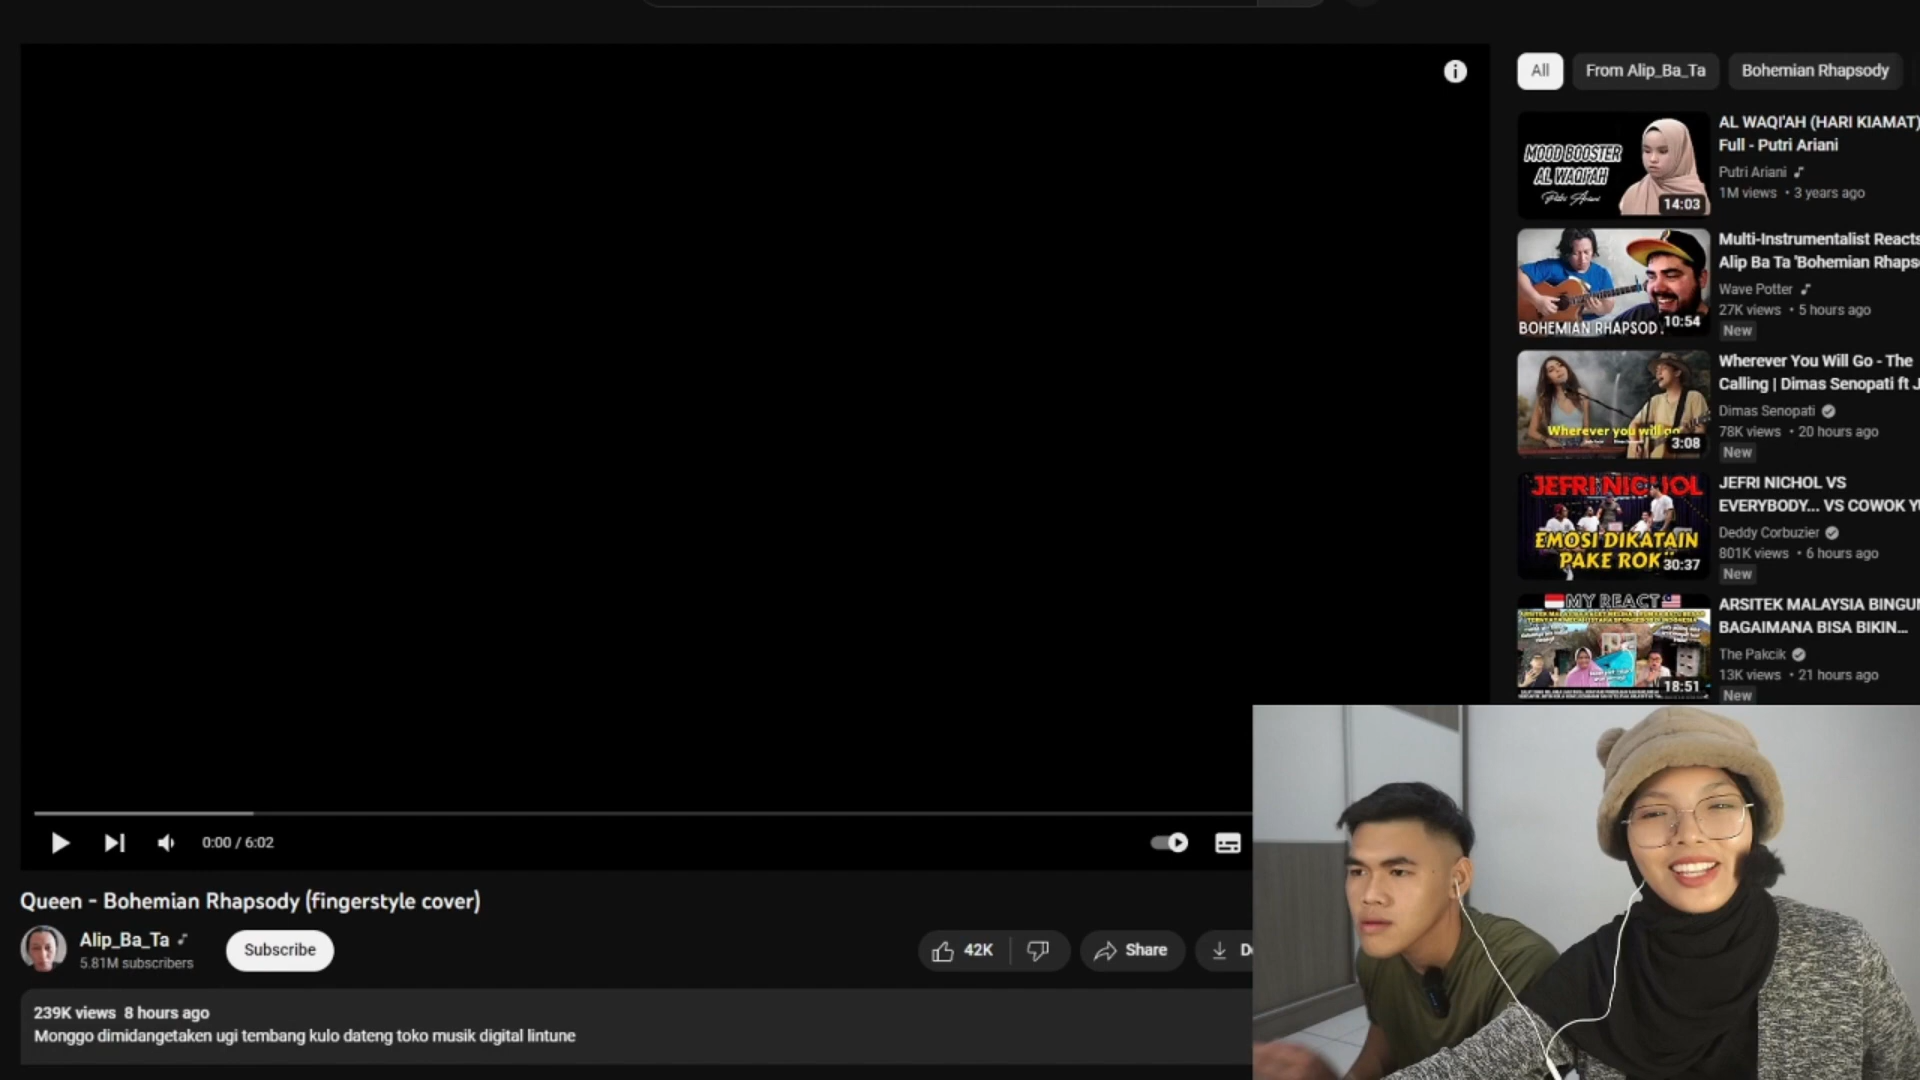 All
From Alip_Ba_Ta
Bohemian Rhapsody
MOOD BOOSTER
AL WAQI'AH
Putri Ariani
14:03
AL WAQI'AH (HARI KIAMAT)
Full - Putri Ariani
Putri Ariani
1M views • 3 years ago
BOHEMIAN RHAPSODY
10:54
Multi-Instrumentalist Reacts
Alip Ba Ta 'Bohemian Rhaps
Wave Potter
27K views • 5 hours ago
New
Wherever you will go
3:08
Wherever You Will Go - The
Calling | Dimas Senopati ft J
Dimas Senopati
78K views • 20 hours ago
New
JEFRI NICHOL
EMOSI DIKATAIN
PAKE ROK
30:37
JEFRI NICHOL VS
EVERYBODY... VS COWOK
Deddy Corbuzier
801K views • 6 hours ago
New
MY REACT
18:51
ARSITEK MALAYSIA BINGUN
BAGAIMANA BISA BIKIN...
The Pakcik
13K views • 21 hours ago
New
0:00 / 6:02
Queen - Bohemian Rhapsody (fingerstyle cover)
Alip_Ba_Ta
5.81M subscribers
Subscribe
42K
Share
D
239K views 8 hours ago
Monggo dimidangetaken ugi tembang kulo dateng toko musik digital lintune